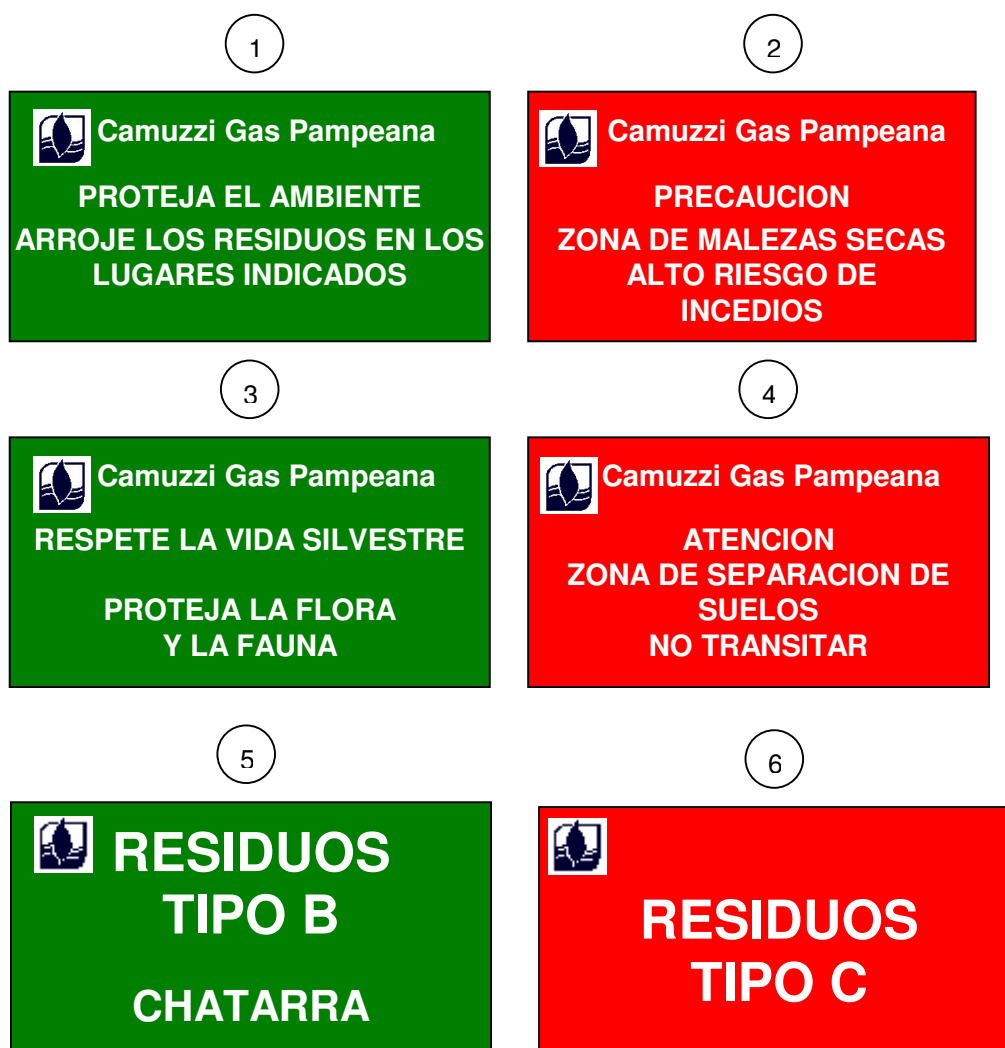 1
Camuzzi Gas Pampeana
PROTEJA EL AMBIENTE
ARROJE LOS RESIDUOS EN LOS
LUGARES INDICADOS
2
Camuzzi Gas Pampeana
PRECAUCION
ZONA DE MALEZAS SECAS
ALTO RIESGO DE
INCEDIOS
3
Camuzzi Gas Pampeana
RESPETE LA VIDA SILVESTRE
PROTEJA LA FLORA
Y LA FAUNA
4
Camuzzi Gas Pampeana
ATENCION
ZONA DE SEPARACION DE
SUELOS
NO TRANSITAR
5
RESIDUOS
TIPO B
CHATARRA
6
RESIDUOS
TIPO C